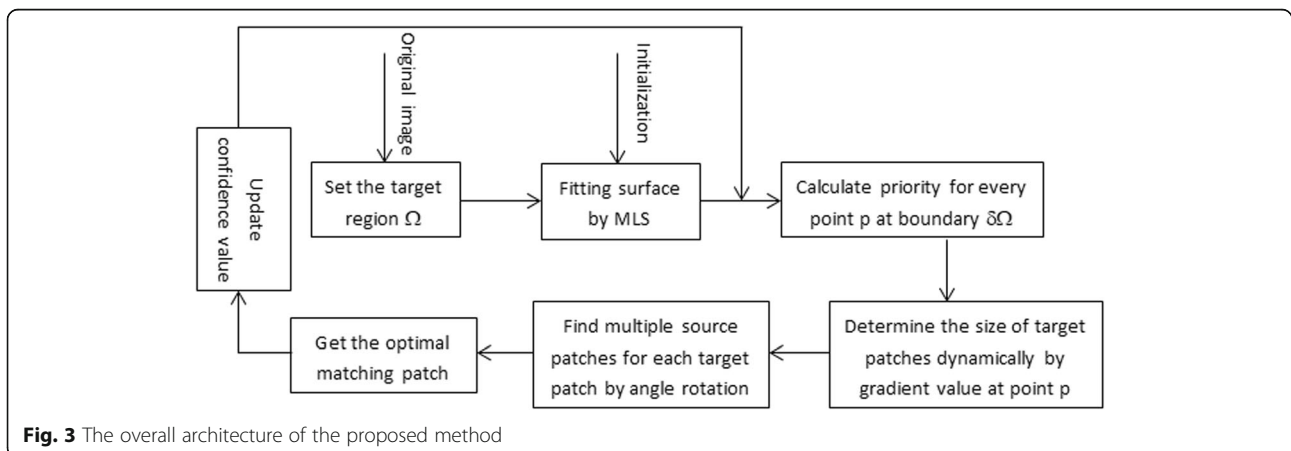 Original image
Initialization
Update
confidence value
Set the target
region Ω
Fitting surface
by MLS
Calculate priority for every
point p at boundary δΩ
Get the optimal
matching patch
Find multiple source
patches for each target
patch by angle rotation
Determine the size of target
patches dynamically by
gradient value at point p
Fig. 3 The overall architecture of the proposed method